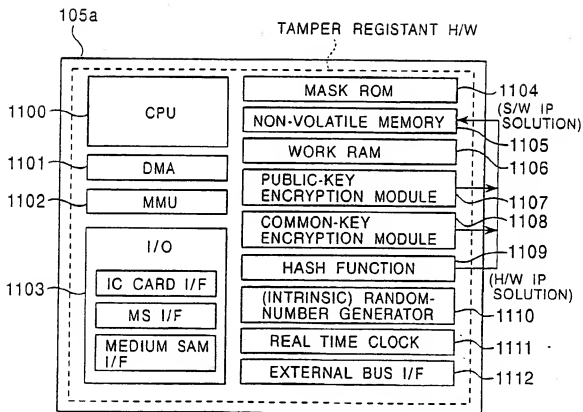 105a
TAMPER REGISTANT H/W
1100
CPU
1101
DMA
1102
MMU
1103
I/O
IC CARD I/F
MS I/F
MEDIUM SAM
I/F
MASK ROM
1104
(S/W IP
SOLUTION)
NON-VOLATILE MEMORY
1105
WORK RAM
1106
PUBLIC-KEY
ENCRYPTION MODULE
1107
COMMON-KEY
ENCRYPTION MODULE
1108
HASH FUNCTION
1109
(H/W IP
SOLUTION)
(INTRINSIC) RANDOM-
NUMBER GENERATOR
1110
REAL TIME CLOCK
1111
EXTERNAL BUS I/F
1112